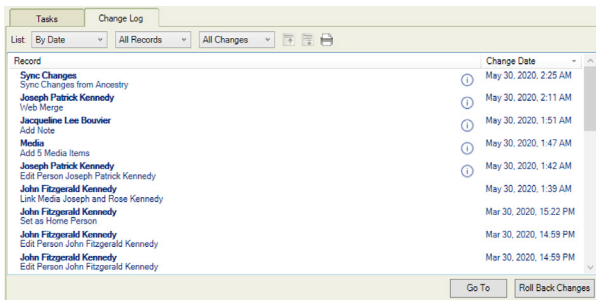 Tasks Change Log
List: By Date All Records All Changes
Record Change Date
Sync Changes May 30, 2020, 2:25 AM
Sync Changes from Ancestry
Joseph Patrick Kennedy May 30, 2020, 2:11 AM
Web Merge
Jacqueline Lee Bouvier May 30, 2020, 1:51 AM
Add Note
Media May 30, 2020, 1:47 AM
Add 5 Media Items
Joseph Patrick Kennedy May 30, 2020, 1:42 AM
Edit Person Joseph Patrick Kennedy
John Fitzgerald Kennedy May 30, 2020, 1:39 AM
Link Media Joseph and Rose Kennedy
John Fitzgerald Kennedy Mar 30, 2020, 15:22 PM
Set as Home Person
John Fitzgerald Kennedy Mar 30, 2020, 14:59 PM
Edit Person John Fitzgerald Kennedy
John Fitzgerald Kennedy Mar 30, 2020, 14:59 PM
Edit Person John Fitzgerald Kennedy
Go To Roll Back Changes